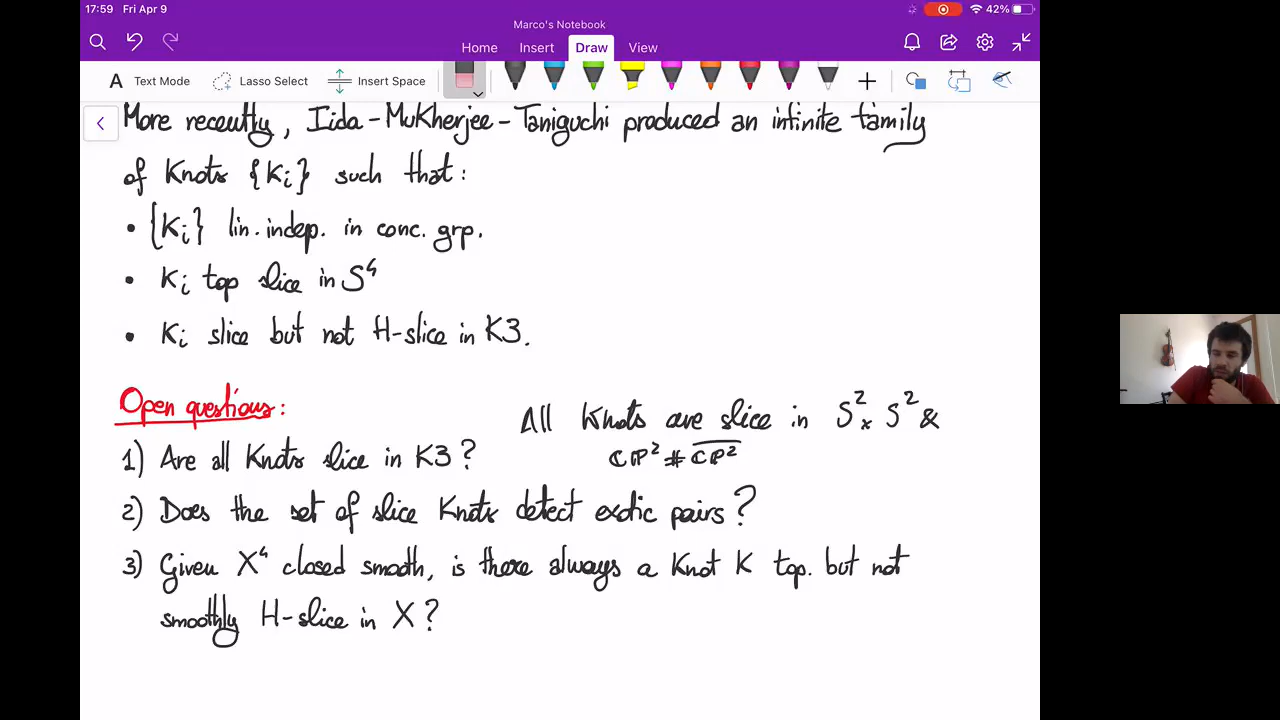 17:59 Fri Apr 9 42%
Marco's Notebook
Home Insert Draw View
A Text Mode Lasso Select Insert Space
More recently, Iida-Mukherjee-Taniguchi produced an infinite family
of Knots {Ki} such that:
• {Ki} lin. indep. in conc. grp.
• Ki top slice in S⁴
• Ki slice but not H-slice in K3.
Open questions:
All Knots are slice in S² × S² &
CP² # \overline{CP²}
1) Are all Knots slice in K3?
2) Does the set of slice Knots detect exotic pairs?
3) Given X⁴ closed smooth, is there always a Knot K top. but not
smoothly H-slice in X?